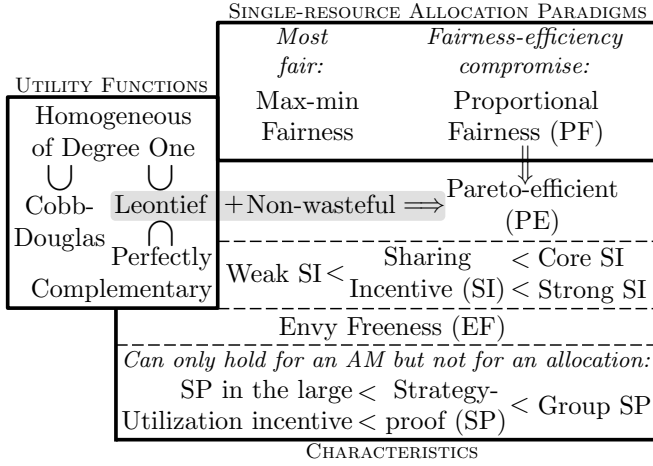 SINGLE-RESOURCE ALLOCATION PARADIGMS
Most fair:
Fairness-efficiency compromise:
Max-min Fairness
Proportional Fairness (PF)
UTILITY FUNCTIONS
Homogeneous
of Degree One
⋃ ⋃
Cobb-Douglas
Leontief + Non-wasteful ⟹ Pareto-efficient (PE)
⇓
⋂
Perfectly
Complementary
Weak SI < Sharing Incentive (SI) < Core SI
< Strong SI
Envy Freeness (EF)
Can only hold for an AM but not for an allocation:
SP in the large < Strategy-
Utilization incentive < proof (SP) < Group SP
CHARACTERISTICS